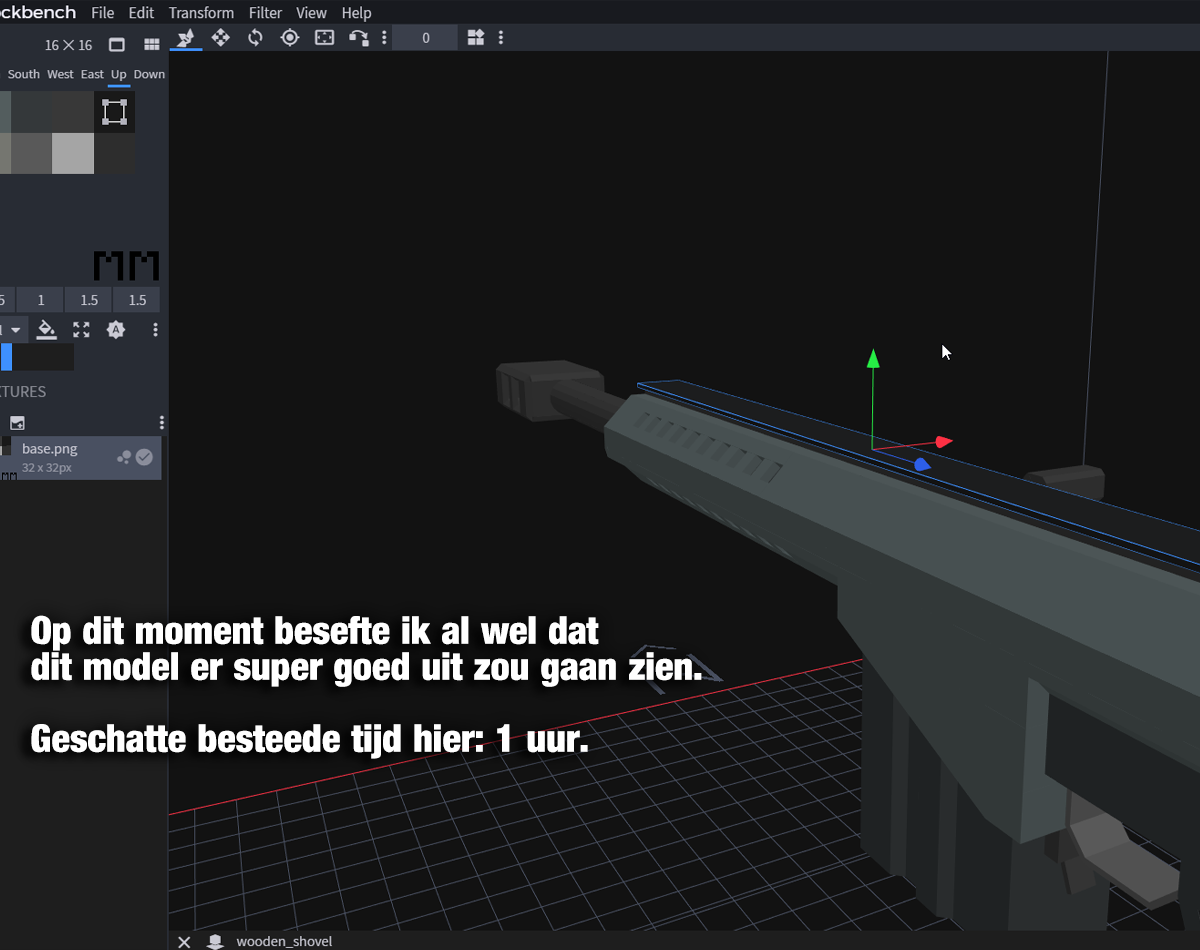 ckbench File Edit Transform Filter View Help
16×16 0
South West East Up Down
5 1 1.5 1.5
A
TURES
base.png
32 x 32px
Op dit moment besefte ik al wel dat
dit model er super goed uit zou gaan zien.
Geschatte besteede tijd hier: 1 uur.
wooden_shovel